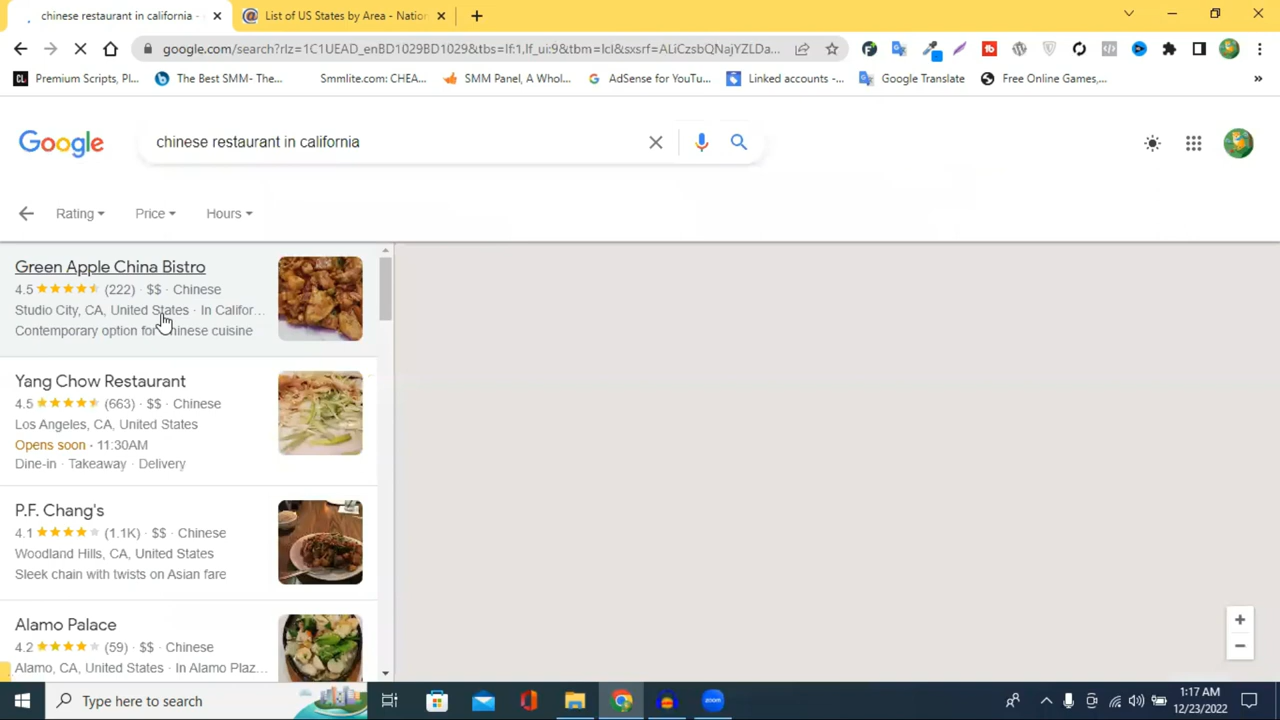 chinese restaurant in california -
List of US States by Area - Nation
google.com/search?rlz=1C1UEAD_enBD1029BD1029&tbs=lf:1,lf_ui:9&tbm=lcl&sxsrf=ALiCzsbQNajYZLDa...
Premium Scripts, Pl...
The Best SMM- The...
Smmlite.com: CHEA...
SMM Panel, A Whol...
AdSense for YouTu...
Linked accounts -...
Google Translate
Free Online Games,...
»
Google
chinese restaurant in california
Rating
Price
Hours
Green Apple China Bistro
4.5 (222) · $$ · Chinese
Studio City, CA, United States · In Califor...
Contemporary option for Chinese cuisine
Yang Chow Restaurant
4.5 (663) · $$ · Chinese
Los Angeles, CA, United States
Opens soon · 11:30AM
Dine-in · Takeaway · Delivery
P.F. Chang's
4.1 (1.1K) · $$ · Chinese
Woodland Hills, CA, United States
Sleek chain with twists on Asian fare
Alamo Palace
4.2 (59) · $$ · Chinese
Alamo, CA, United States · In Alamo Plaz...
+
−
Type here to search
zoom
1:17 AM
12/23/2022